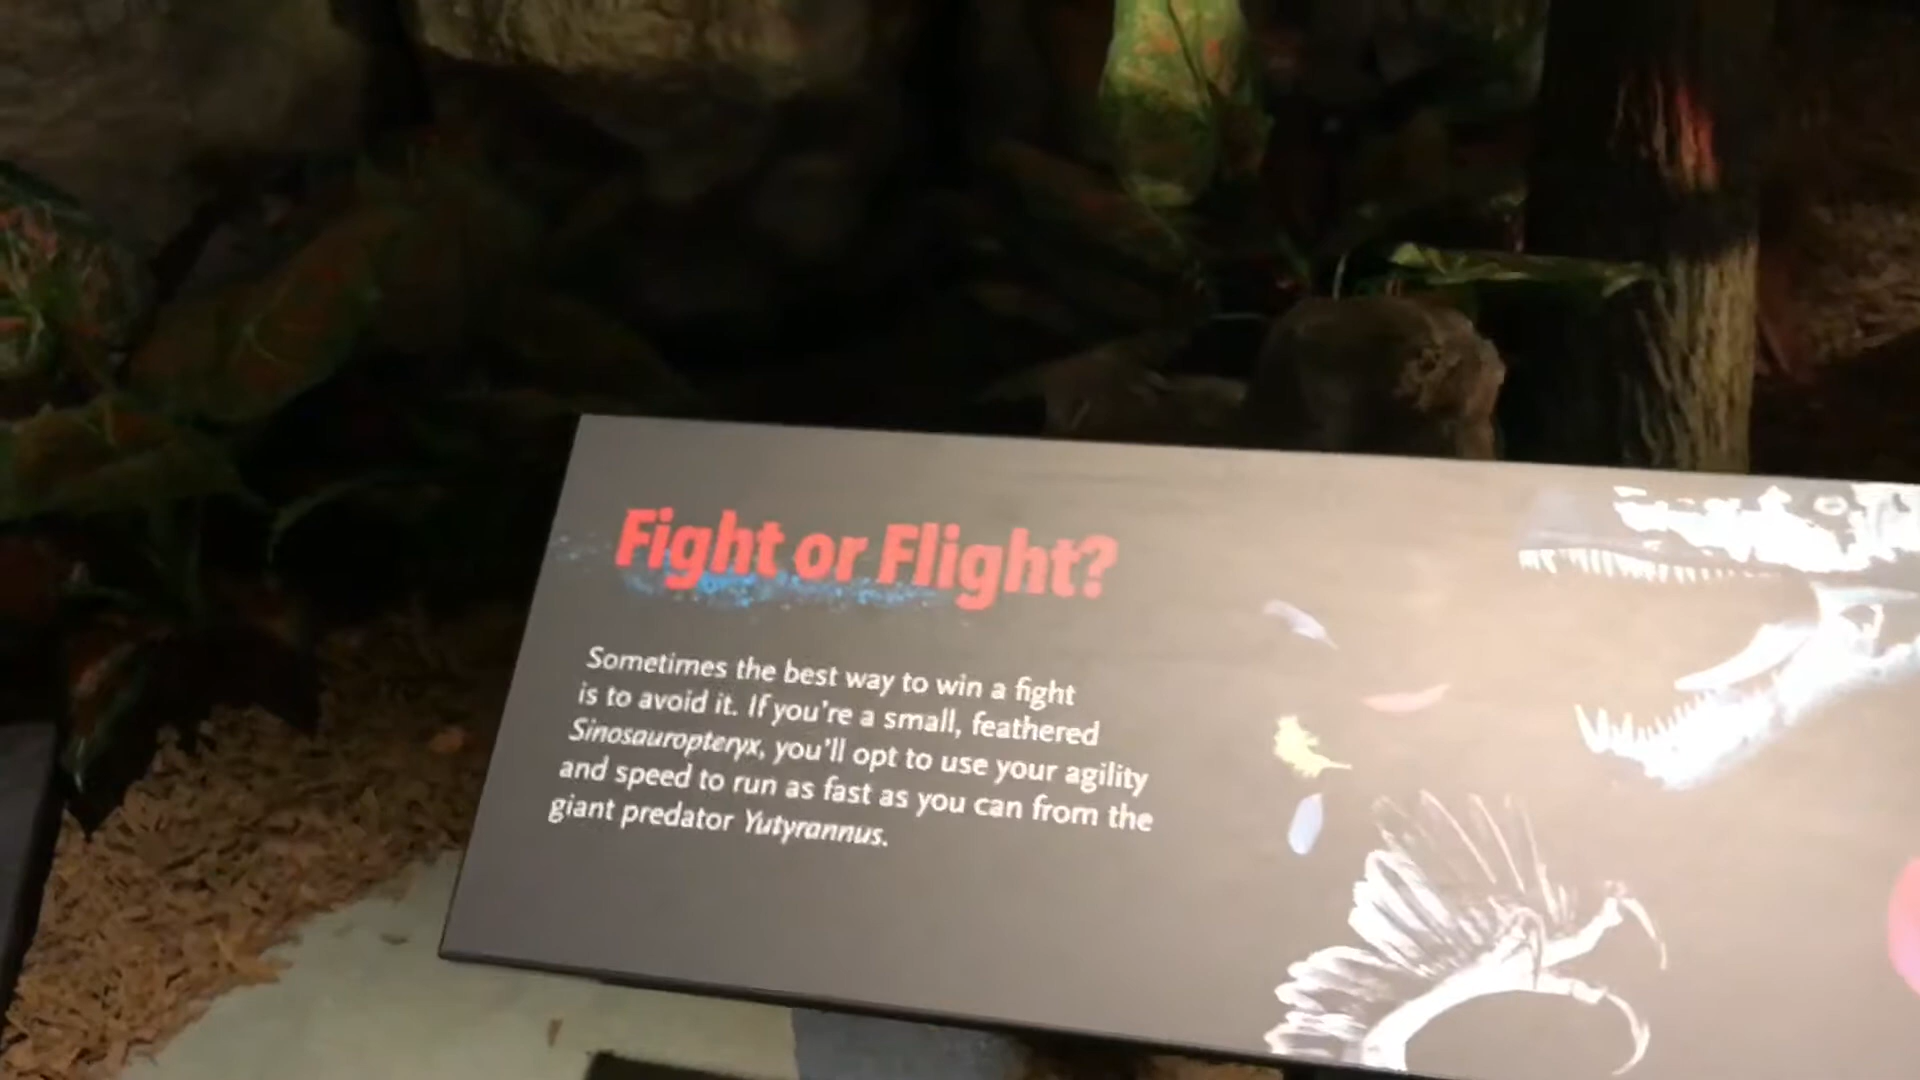 Fight or Flight?
Sometimes the best way to win a fight
is to avoid it. If you're a small, feathered
Sinosauropteryx, you'll opt to use your agility
and speed to run as fast as you can from the
giant predator Yutyrannus.